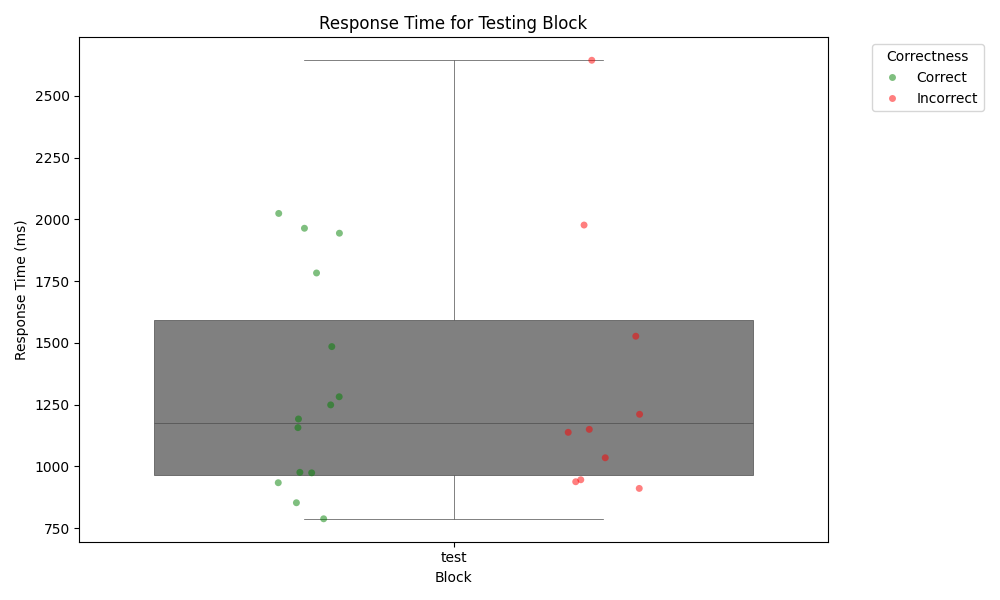 Response Time for Testing Block
Correctness
Correct
Incorrect
Response Time (ms)
2500
2250
2000
1750
1500
1250
1000
750
test
Block